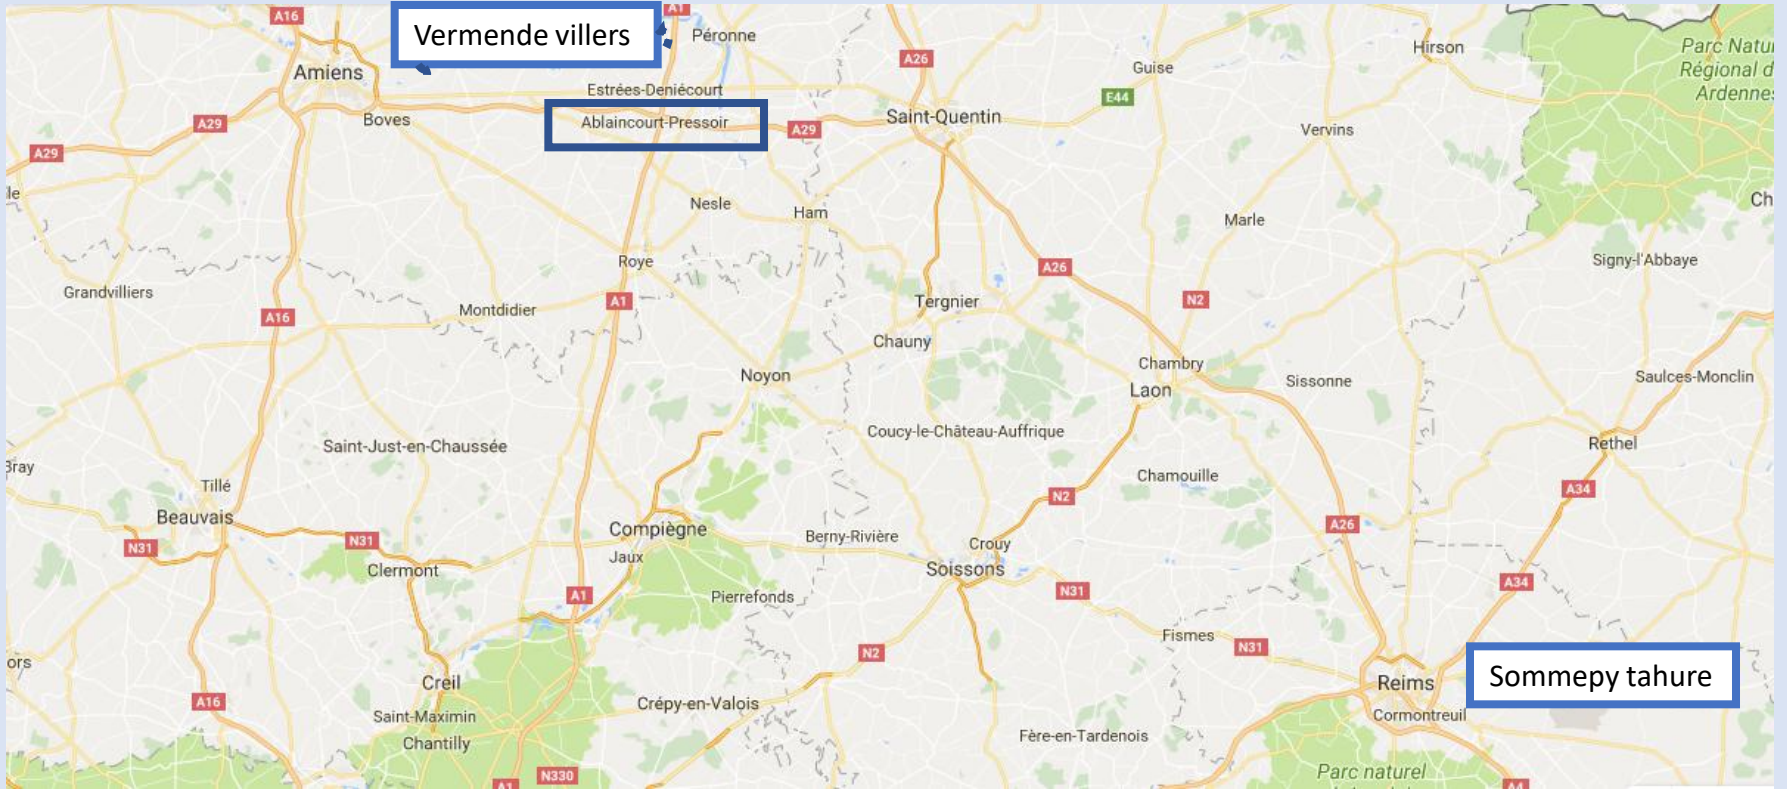 A16
Vermende villers
A1
Péronne
A26
Guise
Hirson
Parc Natu
Régional d
Ardenne
Amiens
Estrées-Deniécourt
E44
A29
Boves
Ablaincourt-Pressoir
A29
Saint-Quentin
Vervins
A29
lle
Nesle
Ham
Marle
Ch
Roye
A26
Signy-l'Abbaye
Grandvilliers
A16
Montdidier
A1
Tergnier
N2
Chauny
Noyon
Chambry
Laon
Sissonne
Saulces-Monclin
Saint-Just-en-Chaussée
Coucy-le-Château-Auffrique
Rethel
Bray
Tillé
Chamouille
A34
Beauvais
N2
A26
N31
N31
Compiègne
Berny-Rivière
Crouy
Jaux
Clermont
Soissons
A1
Pierrefonds
N31
A34
Fismes
N31
ors
N2
Creil
Reims
Sommepy tahure
A16
Saint-Maximin
Crépy-en-Valois
Cormontreuil
Chantilly
Fère-en-Tardenois
A1
N330
Parc naturel
A4